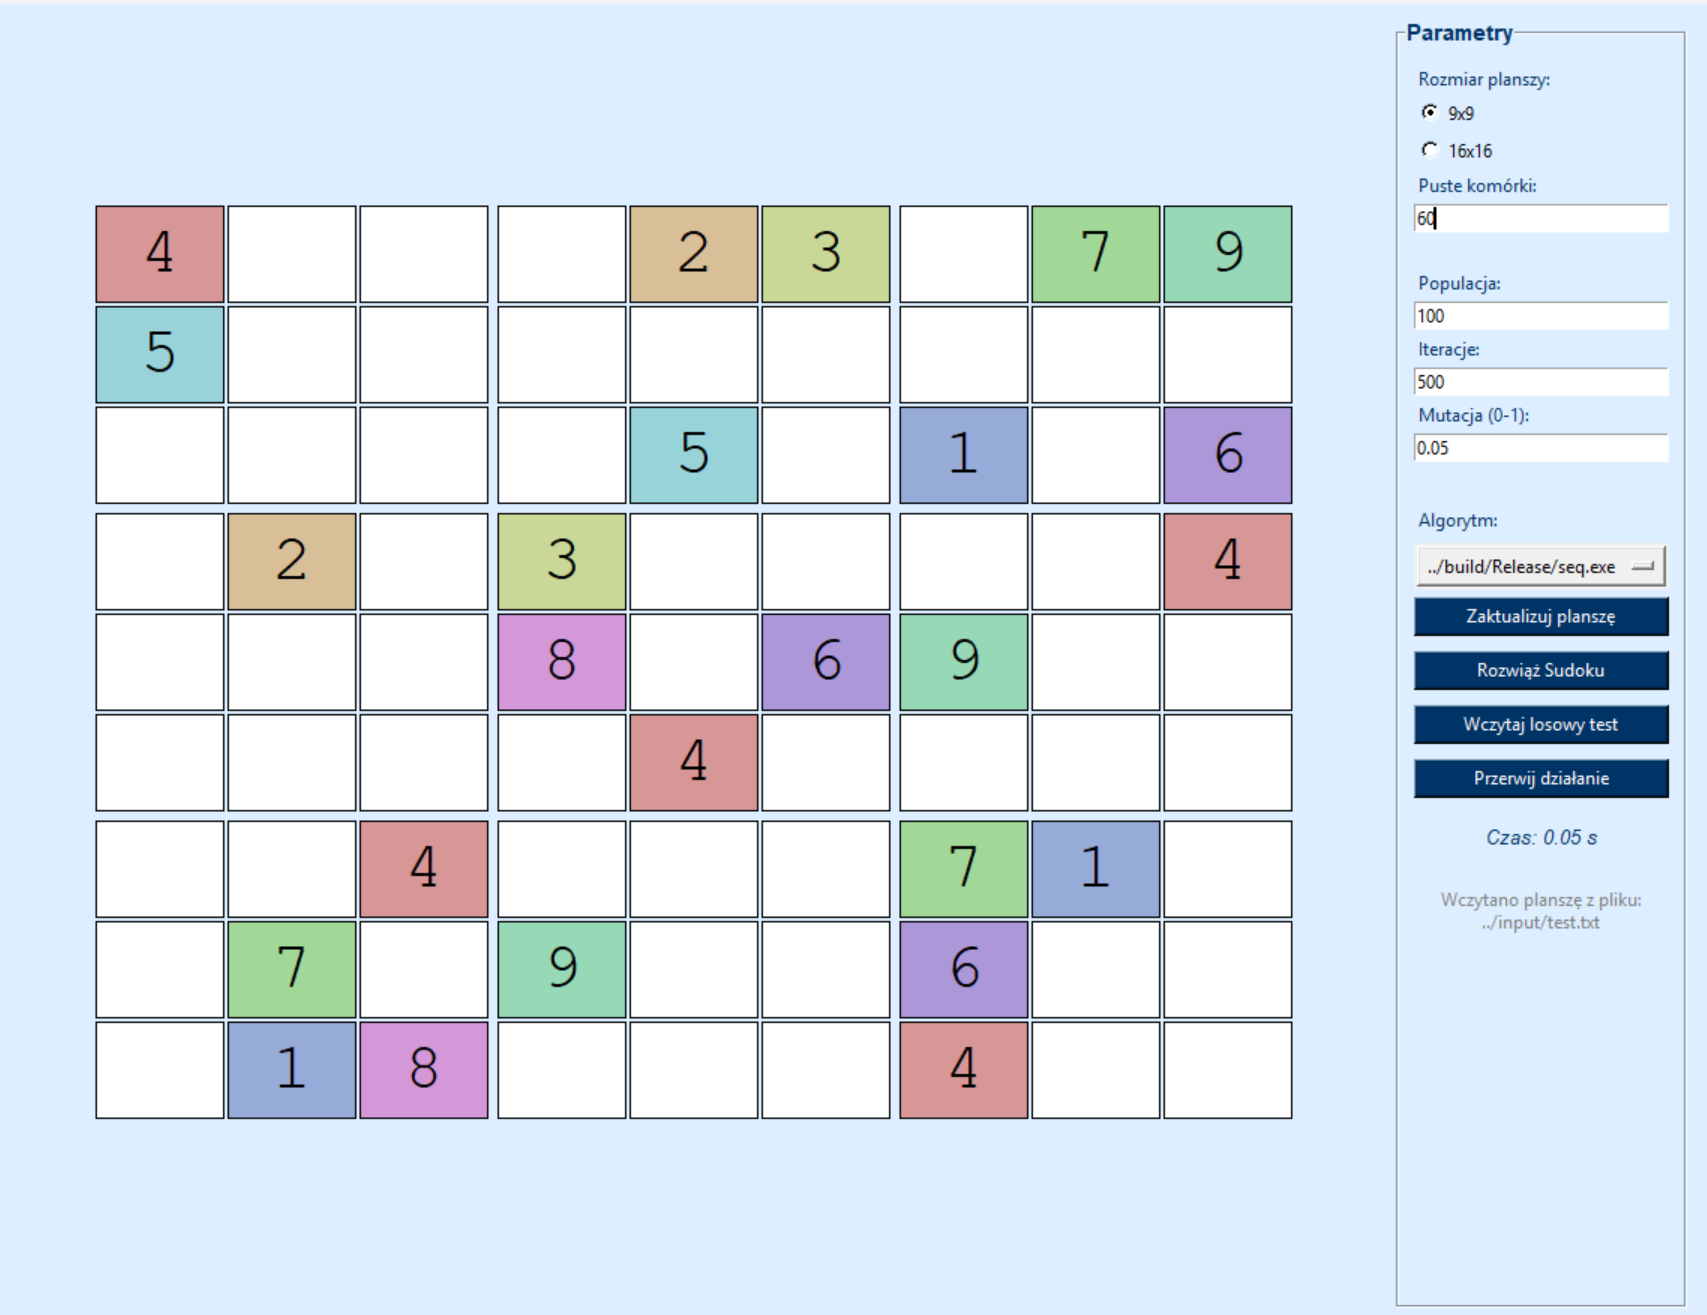 Parametry
Rozmiar planszy:
9x9
16x16
Puste komórki:
60
Populacja:
100
Iteracje:
500
Mutacja (0-1):
0.05
Algorytm:
../build/Release/seq.exe
Zaktualizuj planszę
Rozwiąż Sudoku
Wczytaj losowy test
Przerwij działanie
Czas: 0.05 s
Wczytano planszę z pliku:
../input/test.txt
4 2 3 7 9
5
5 1 6
2 3 4
8 6 9
4
4 7 1
7 9 6
1 8 4